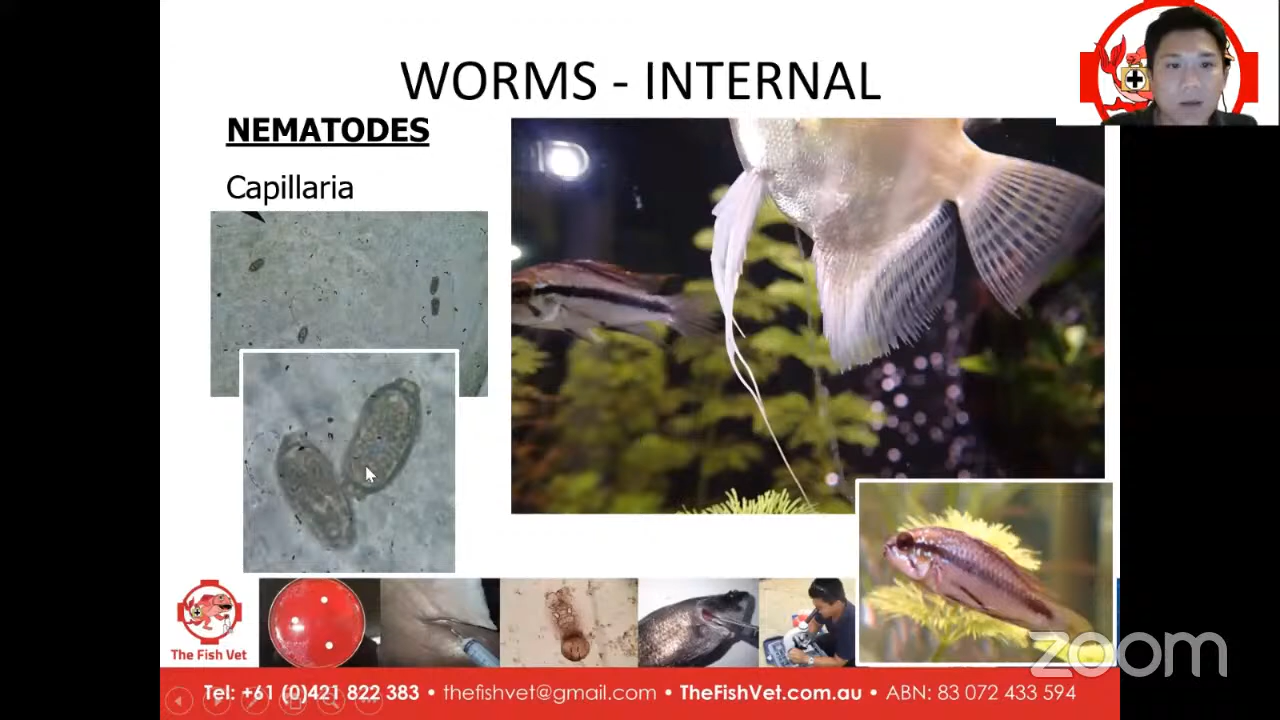 WORMS - INTERNAL
NEMATODES
Capillaria
The Fish Vet
zoom
Tel: +61 (0)421 822 383 • thefishvet@gmail.com • TheFishVet.com.au • ABN: 83 072 433 594